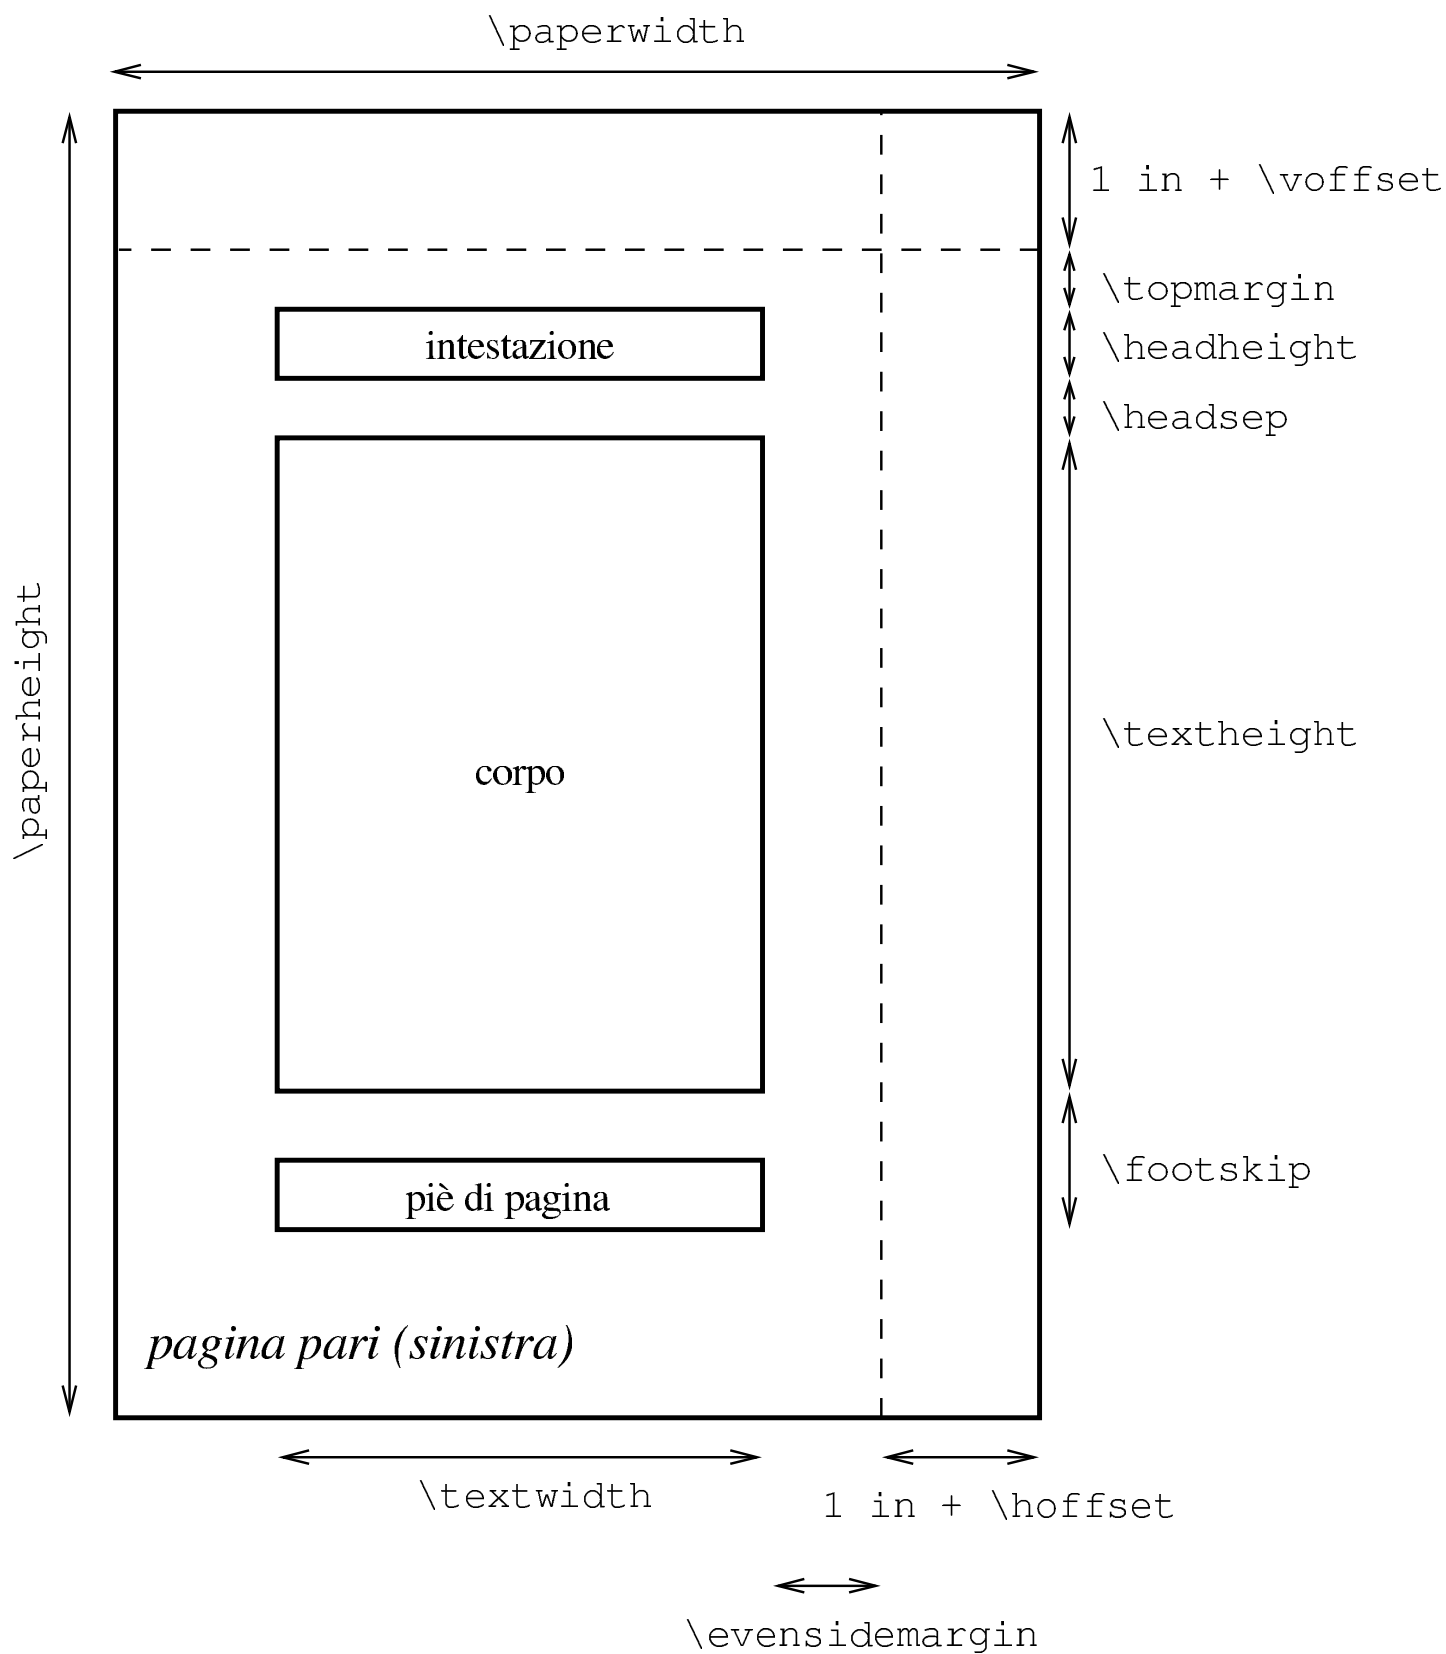 \paperwidth
1 in + \voffset
\topmargin
intestazione
\headheight
\headsep
\paperheight
\textheight
corpo
\footskip
piè di pagina
pagina pari (sinistra)
\textwidth
1 in + \hoffset
\evensidemargin